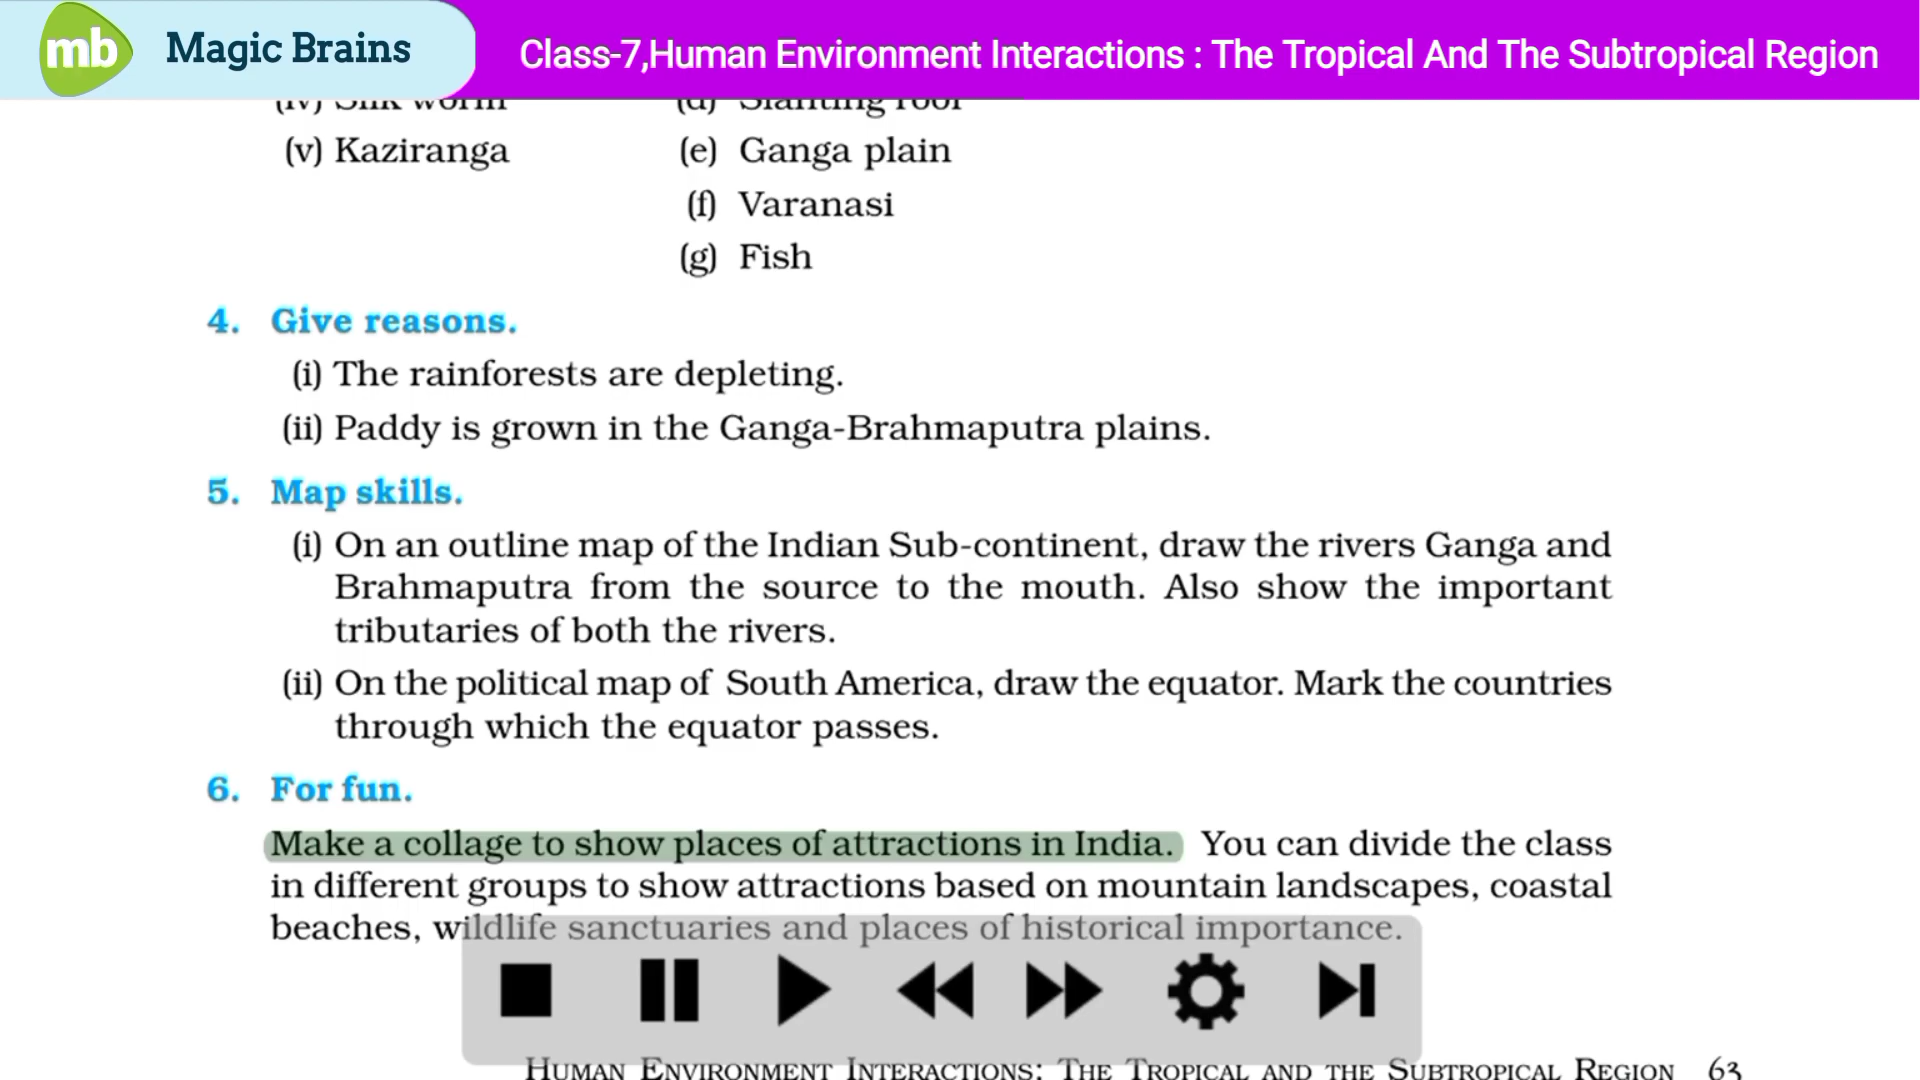 mb Magic Brains
Class-7,Human Environment Interactions : The Tropical And The Subtropical Region
(iv) Silk worm (d) Slanting roof
(v) Kaziranga (e) Ganga plain
(f) Varanasi
(g) Fish
4. Give reasons.
(i) The rainforests are depleting.
(ii) Paddy is grown in the Ganga-Brahmaputra plains.
5. Map skills.
(i) On an outline map of the Indian Sub-continent, draw the rivers Ganga and
Brahmaputra from the source to the mouth. Also show the important
tributaries of both the rivers.
(ii) On the political map of South America, draw the equator. Mark the countries
through which the equator passes.
6. For fun.
Make a collage to show places of attractions in India. You can divide the class
in different groups to show attractions based on mountain landscapes, coastal
beaches, wildlife sanctuaries and places of historical importance.
HUMAN ENVIRONMENT INTERACTIONS: THE TROPICAL AND THE SUBTROPICAL REGION 63